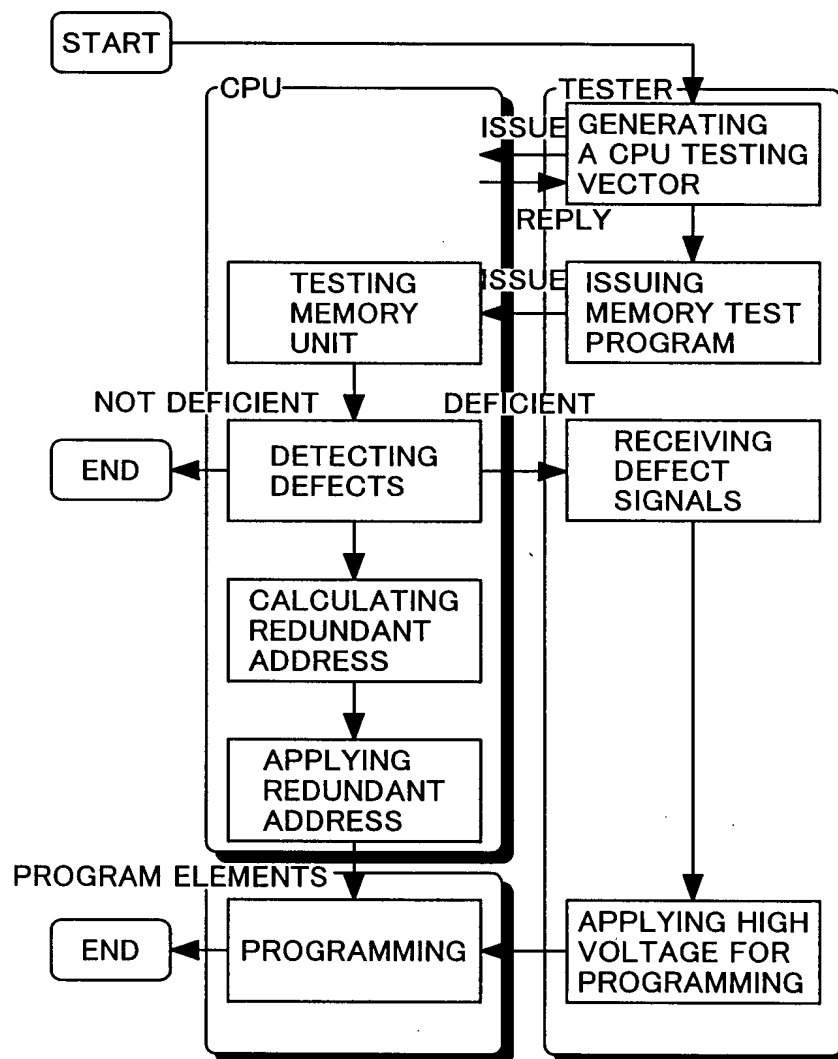 START
CPU
TESTER
ISSUE
GENERATING
A CPU TESTING
VECTOR
REPLY
TESTING
MEMORY
UNIT
ISSUE
ISSUING
MEMORY TEST
PROGRAM
NOT DEFICIENT
DEFICIENT
END
DETECTING
DEFECTS
RECEIVING
DEFECT
SIGNALS
CALCULATING
REDUNDANT
ADDRESS
APPLYING
REDUNDANT
ADDRESS
PROGRAM ELEMENTS
END
PROGRAMMING
APPLYING HIGH
VOLTAGE FOR
PROGRAMMING